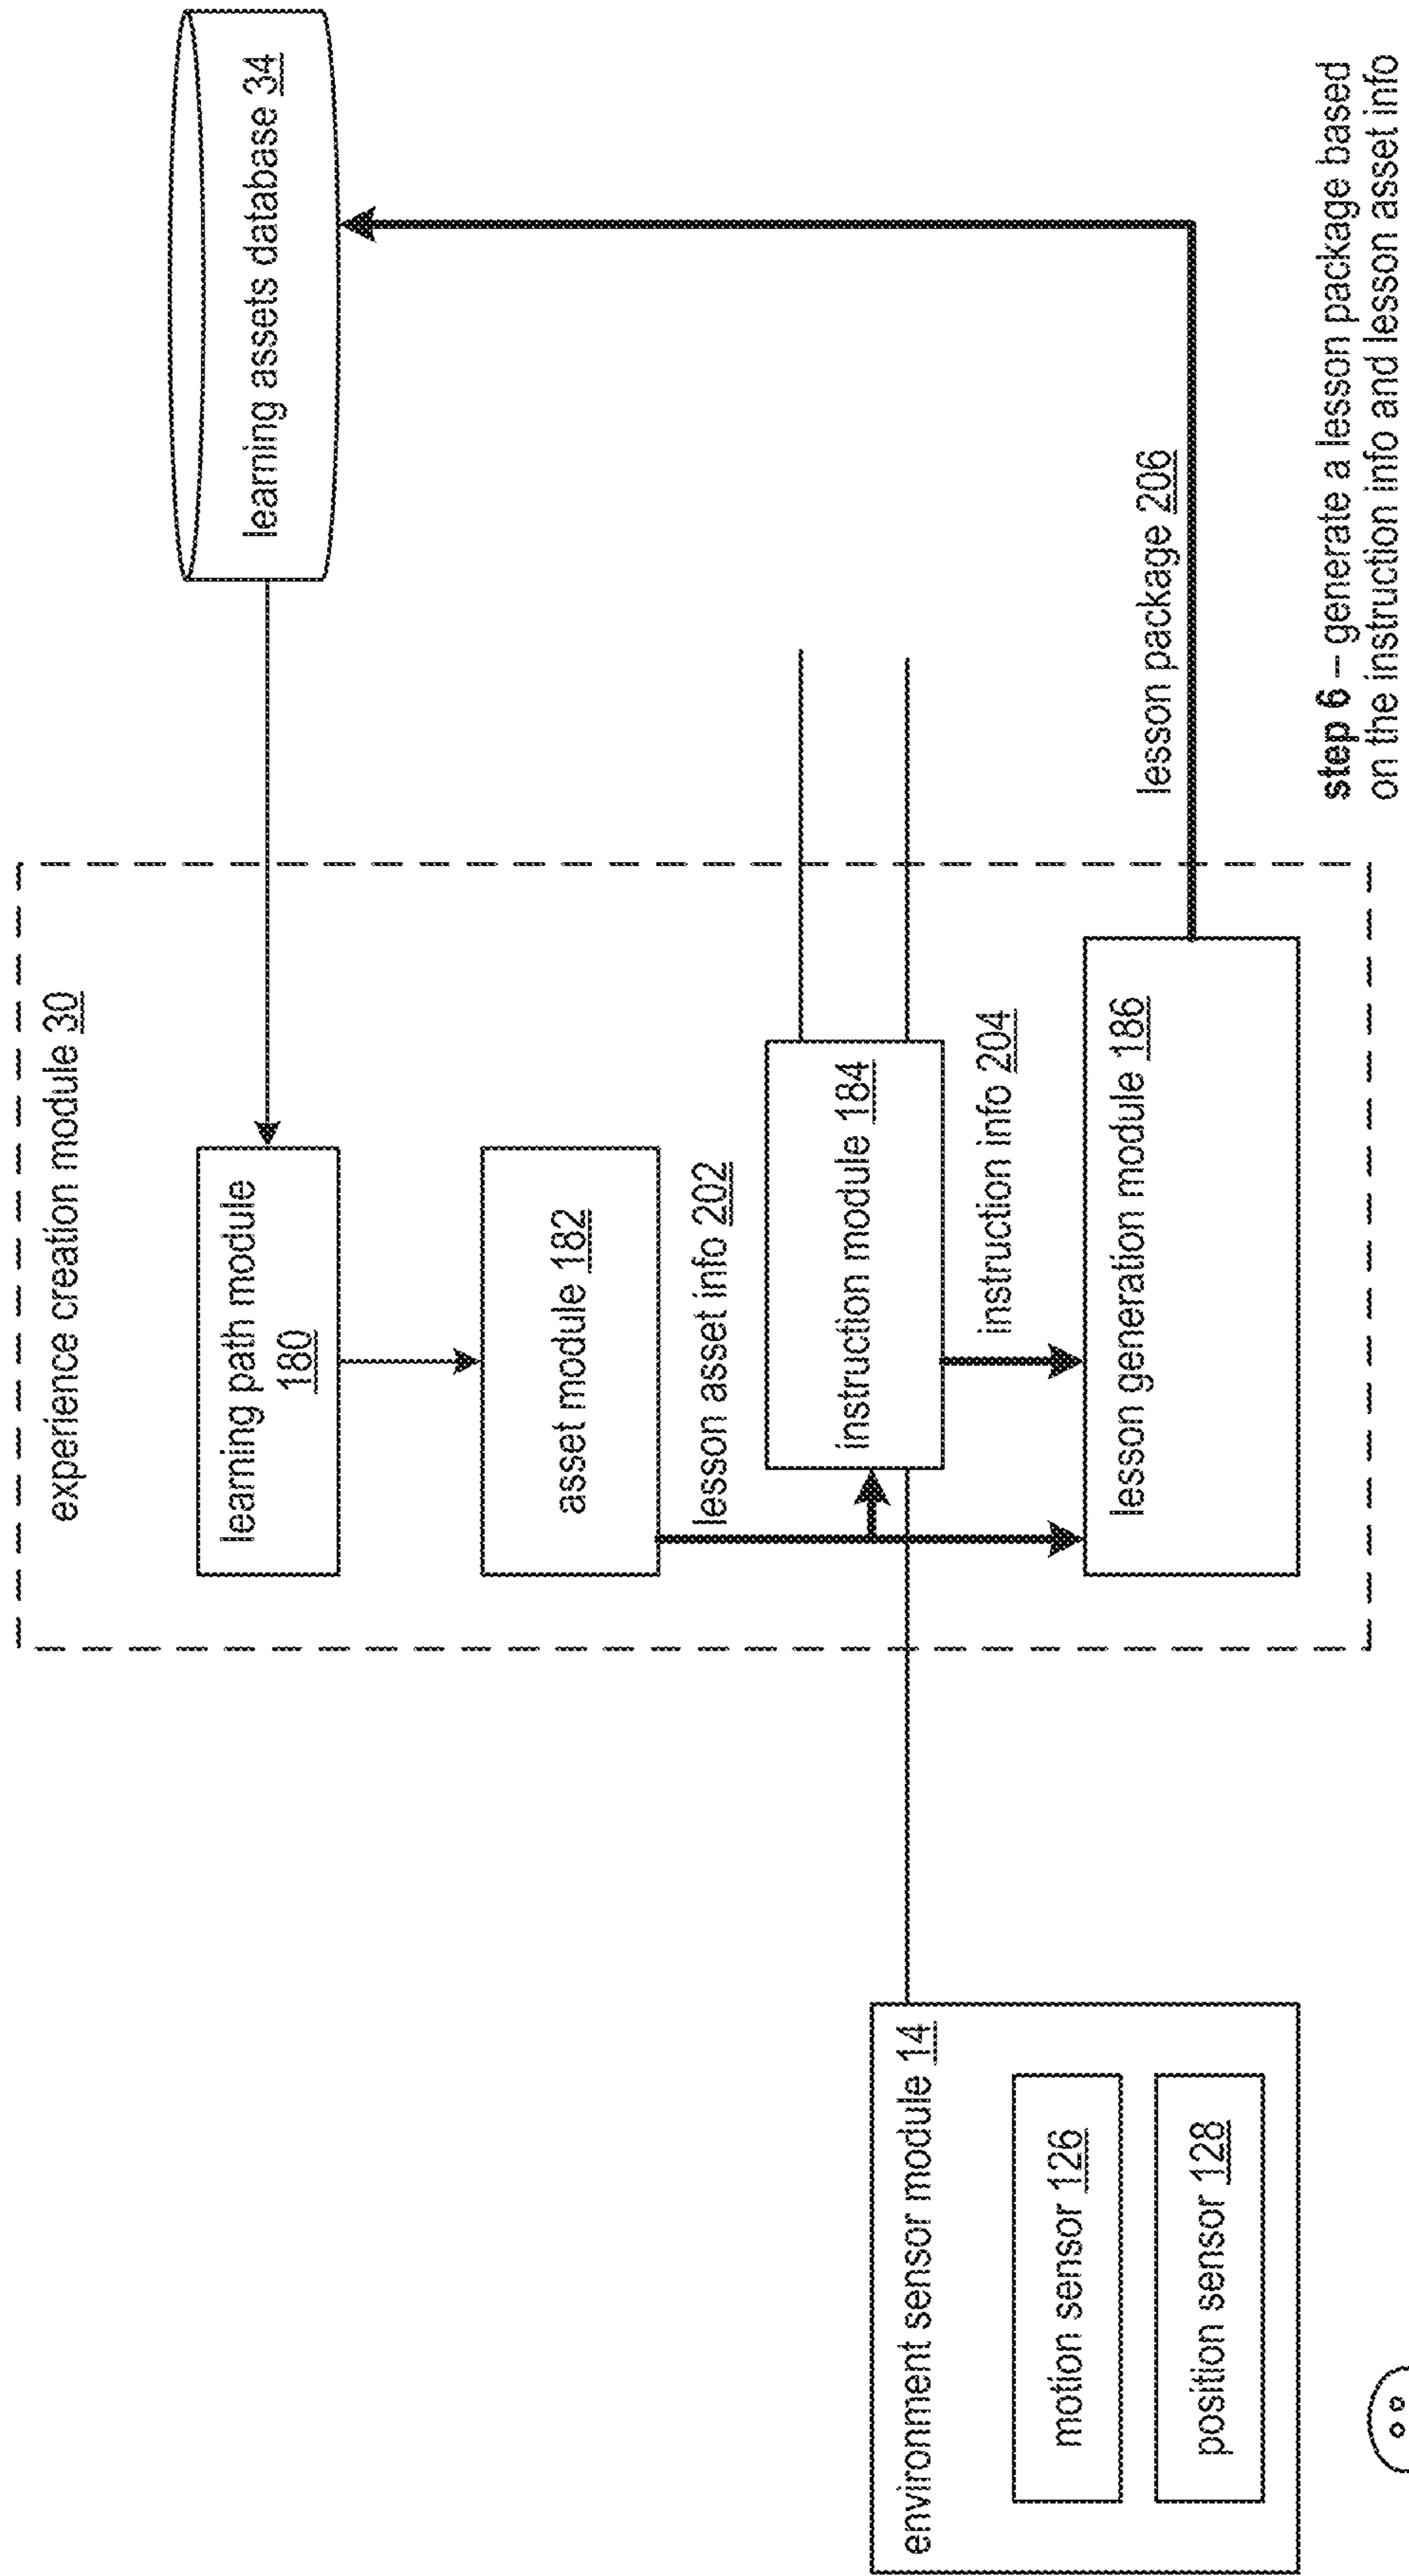 experience creation module 30
learning assets database 34
learning path module
180
asset module 182
lesson asset info 202
instruction module 184
instruction info 204
lesson generation module 186
lesson package 206
environment sensor module 14
motion sensor 126
position sensor 128
step 6 – generate a lesson package based
on the instruction info and lesson asset info